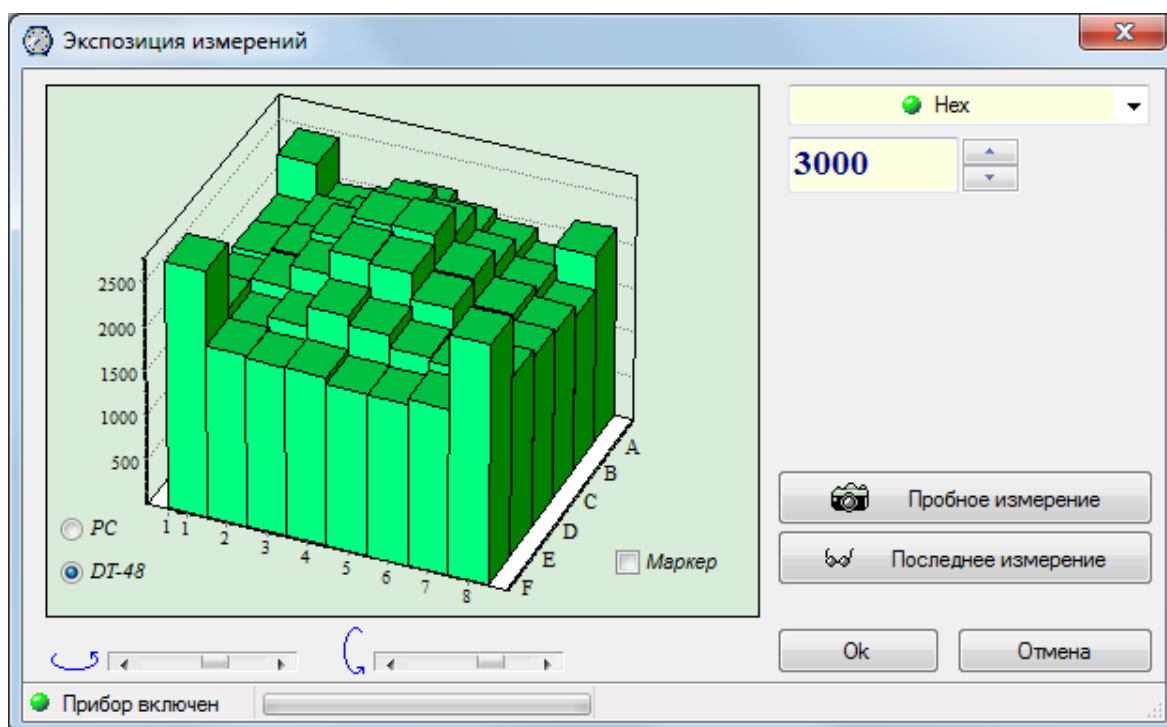 Экспозиция измерений
Hex
3000
2500
2000
1500
1000
500
1 1 2 3 4 5 6 7 8
A
B
C
D
E
F
PC
DT-48
Маркер
Пробное измерение
Последнее измерение
Ok
Отмена
Прибор включен